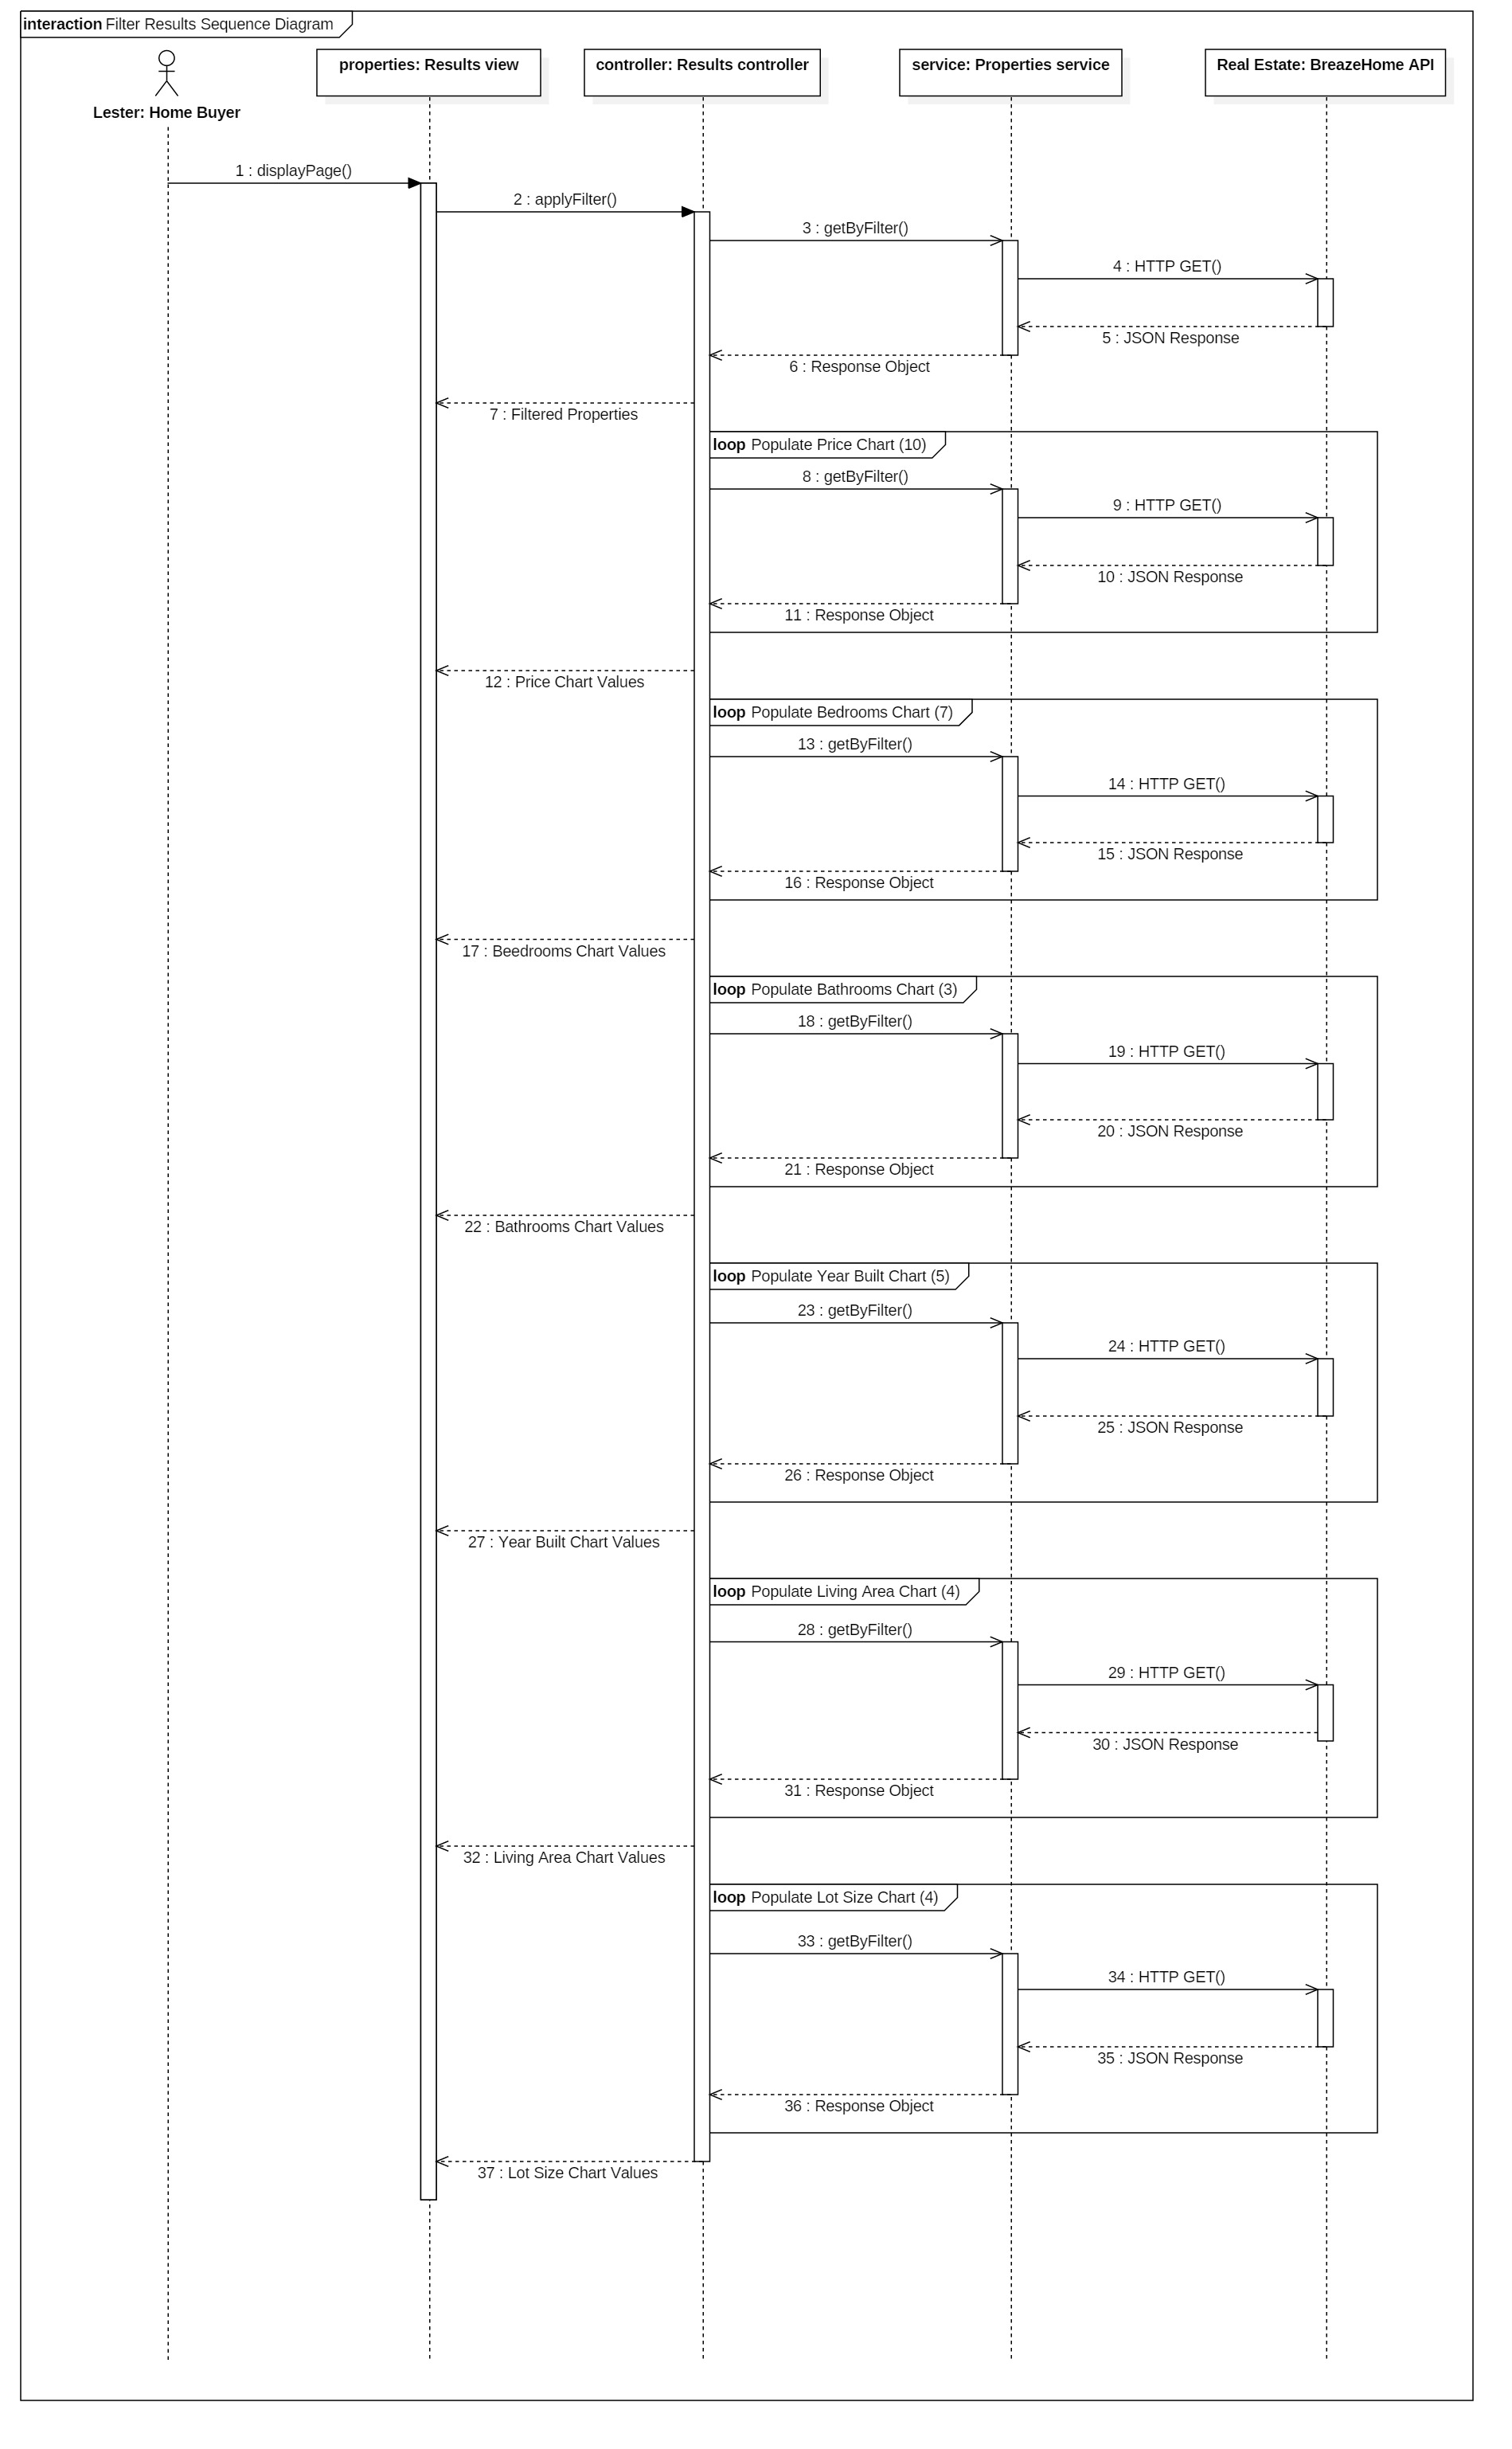 interaction Filter Results Sequence Diagram
Lester: Home Buyer
properties: Results view
controller: Results controller
service: Properties service
Real Estate: BreazeHome API
1 : displayPage()
2 : applyFilter()
3 : getByFilter()
4 : HTTP GET()
5 : JSON Response
6 : Response Object
7 : Filtered Properties
loop Populate Price Chart (10)
8 : getByFilter()
9 : HTTP GET()
10 : JSON Response
11 : Response Object
12 : Price Chart Values
loop Populate Bedrooms Chart (7)
13 : getByFilter()
14 : HTTP GET()
15 : JSON Response
16 : Response Object
17 : Beedrooms Chart Values
loop Populate Bathrooms Chart (3)
18 : getByFilter()
19 : HTTP GET()
20 : JSON Response
21 : Response Object
22 : Bathrooms Chart Values
loop Populate Year Built Chart (5)
23 : getByFilter()
24 : HTTP GET()
25 : JSON Response
26 : Response Object
27 : Year Built Chart Values
loop Populate Living Area Chart (4)
28 : getByFilter()
29 : HTTP GET()
30 : JSON Response
31 : Response Object
32 : Living Area Chart Values
loop Populate Lot Size Chart (4)
33 : getByFilter()
34 : HTTP GET()
35 : JSON Response
36 : Response Object
37 : Lot Size Chart Values